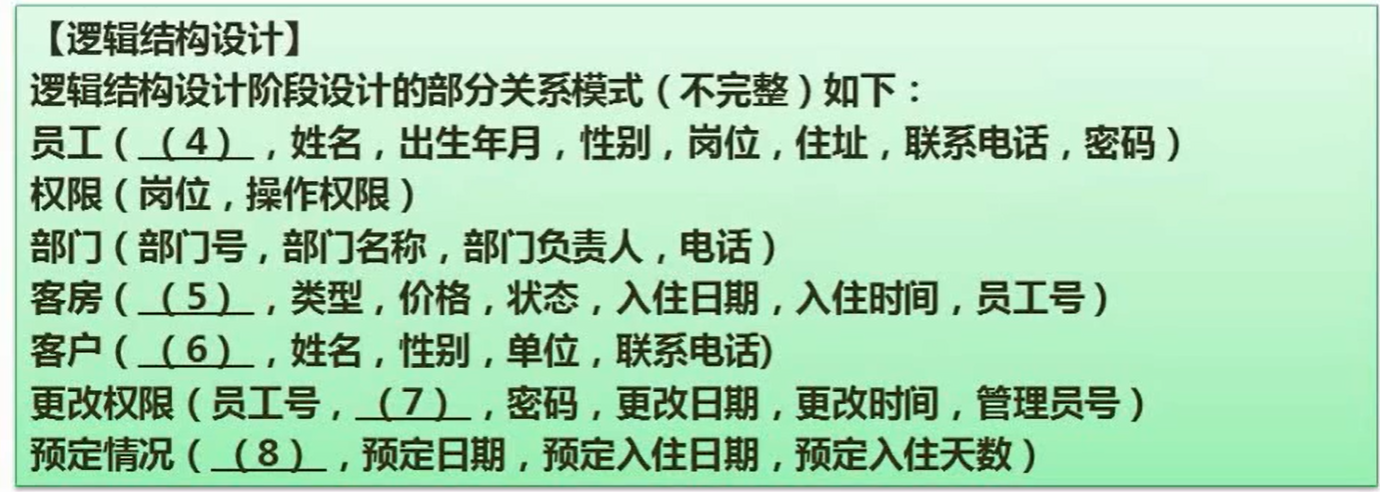 【逻辑结构设计】
逻辑结构设计阶段设计的部分关系模式（不完整）如下：
员工（（4），姓名，出生年月，性别，岗位，住址，联系电话，密码）
权限（岗位，操作权限）
部门（部门号，部门名称，部门负责人，电话）
客房（（5），类型，价格，状态，入住日期，入住时间，员工号）
客户（（6），姓名，性别，单位，联系电话)
更改权限（员工号，（7），密码，更改日期，更改时间，管理员号）
预定情况（（8），预定日期，预定入住日期，预定入住天数）